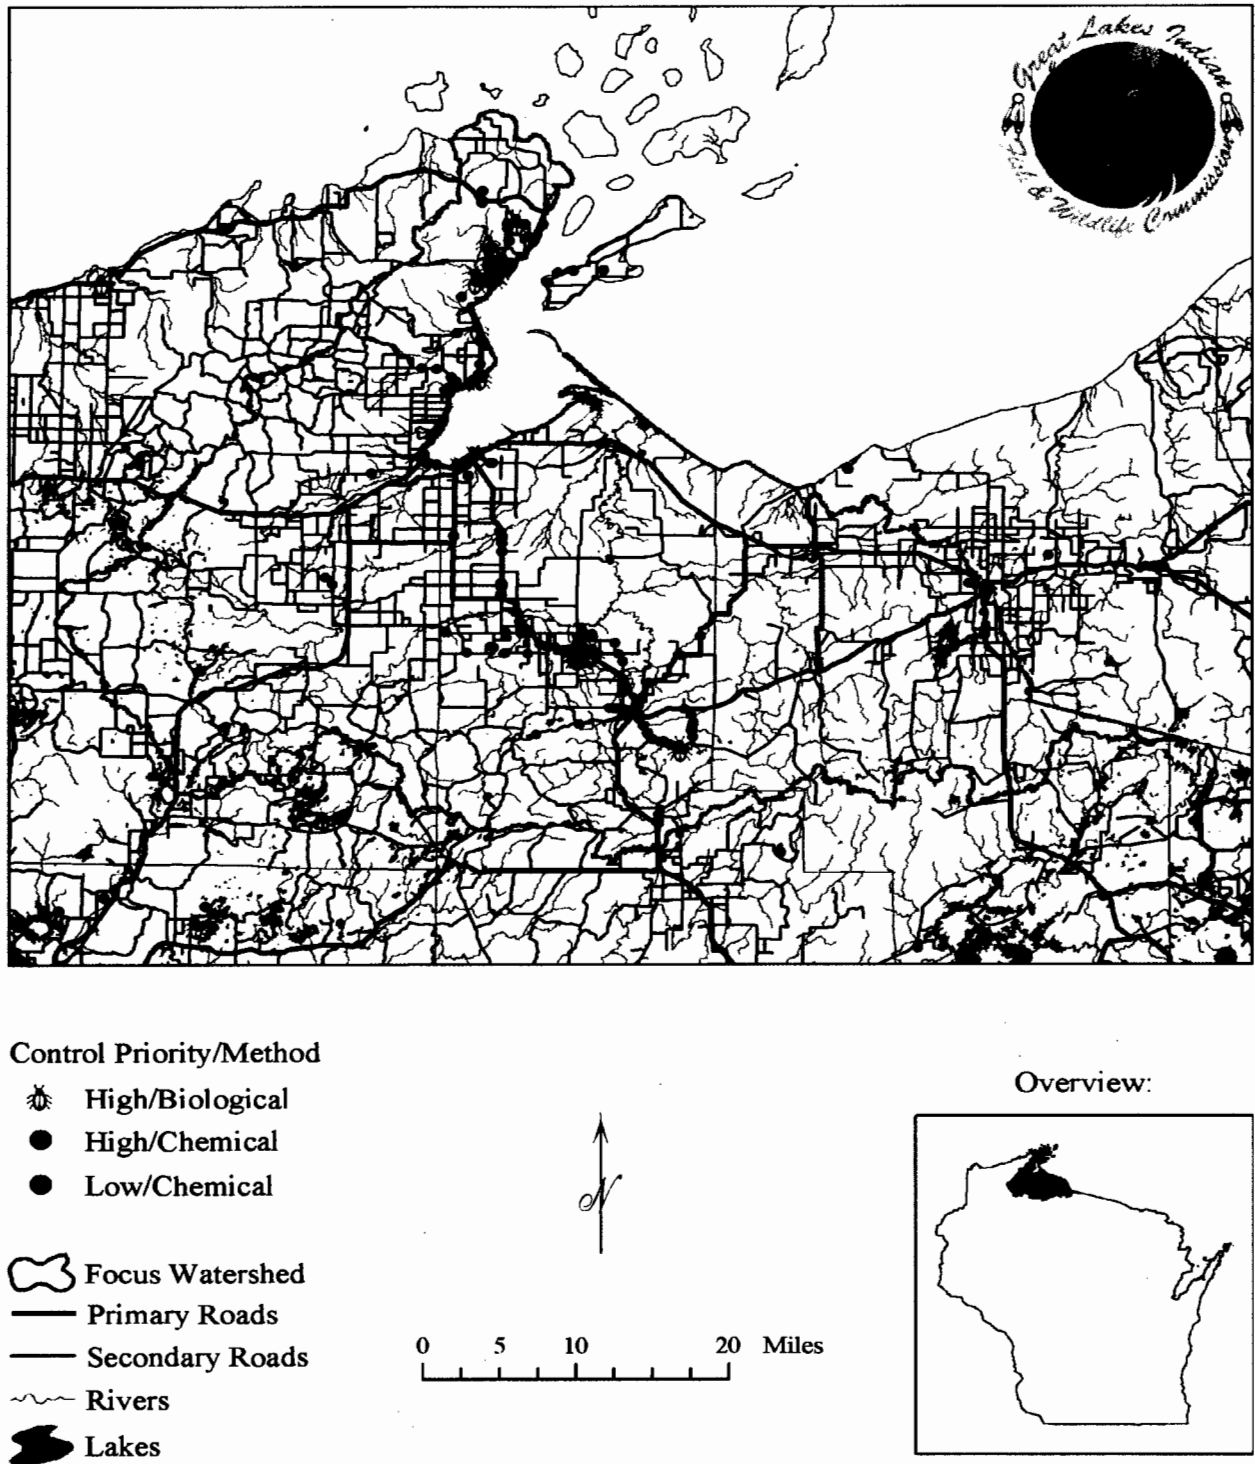 Great Lakes Indian
Fish & Wildlife Commission
Control Priority/Method
High/Biological
High/Chemical
Low/Chemical
Focus Watershed
Primary Roads
Secondary Roads
Rivers
Lakes
N
0 5 10 20 Miles
Overview: